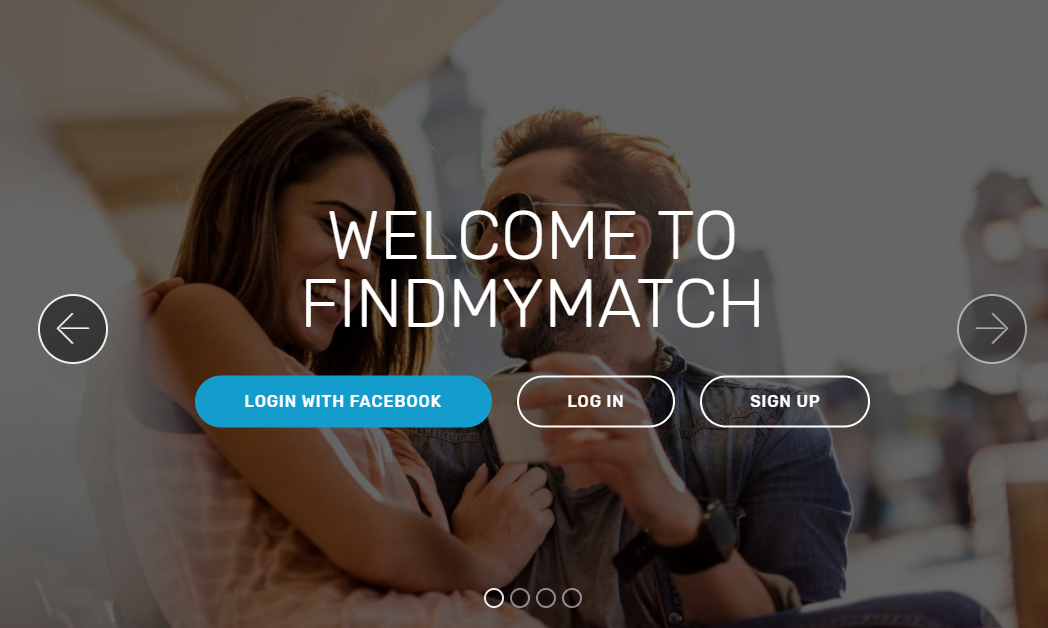 WELCOME TO
FINDMYMATCH
LOGIN WITH FACEBOOK
LOG IN
SIGN UP